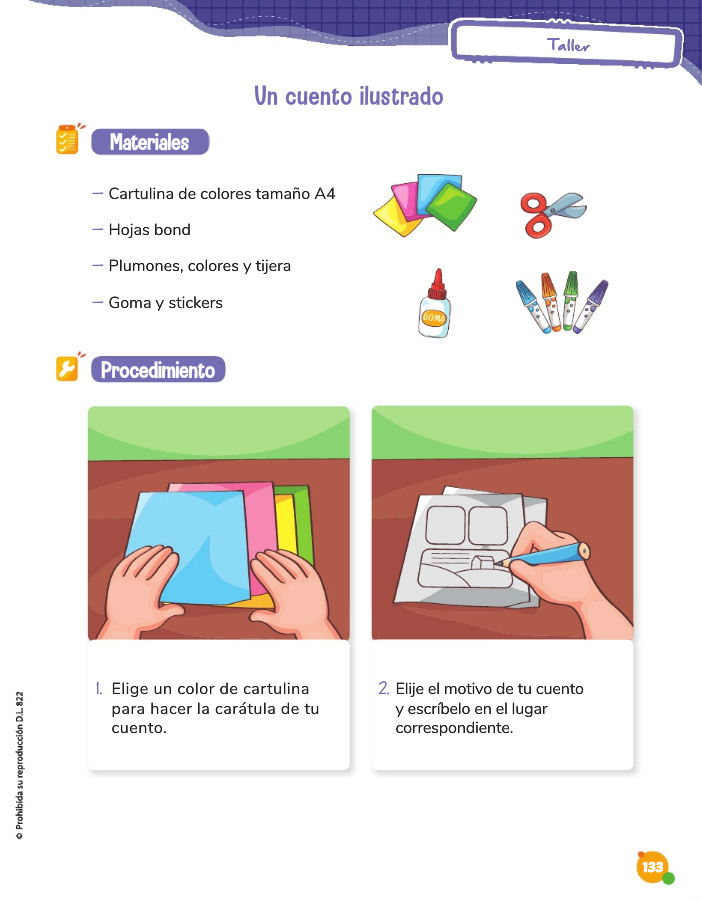 Taller
Un cuento ilustrado
Materiales
– Cartulina de colores tamaño A4
– Hojas bond
– Plumones, colores y tijera
– Goma y stickers
GOMA
Procedimiento
1. Elige un color de cartulina
para hacer la carátula de tu
cuento.
2. Elije el motivo de tu cuento
y escríbelo en el lugar
correspondiente.
© Prohibida su reproducción D.L. 822
133